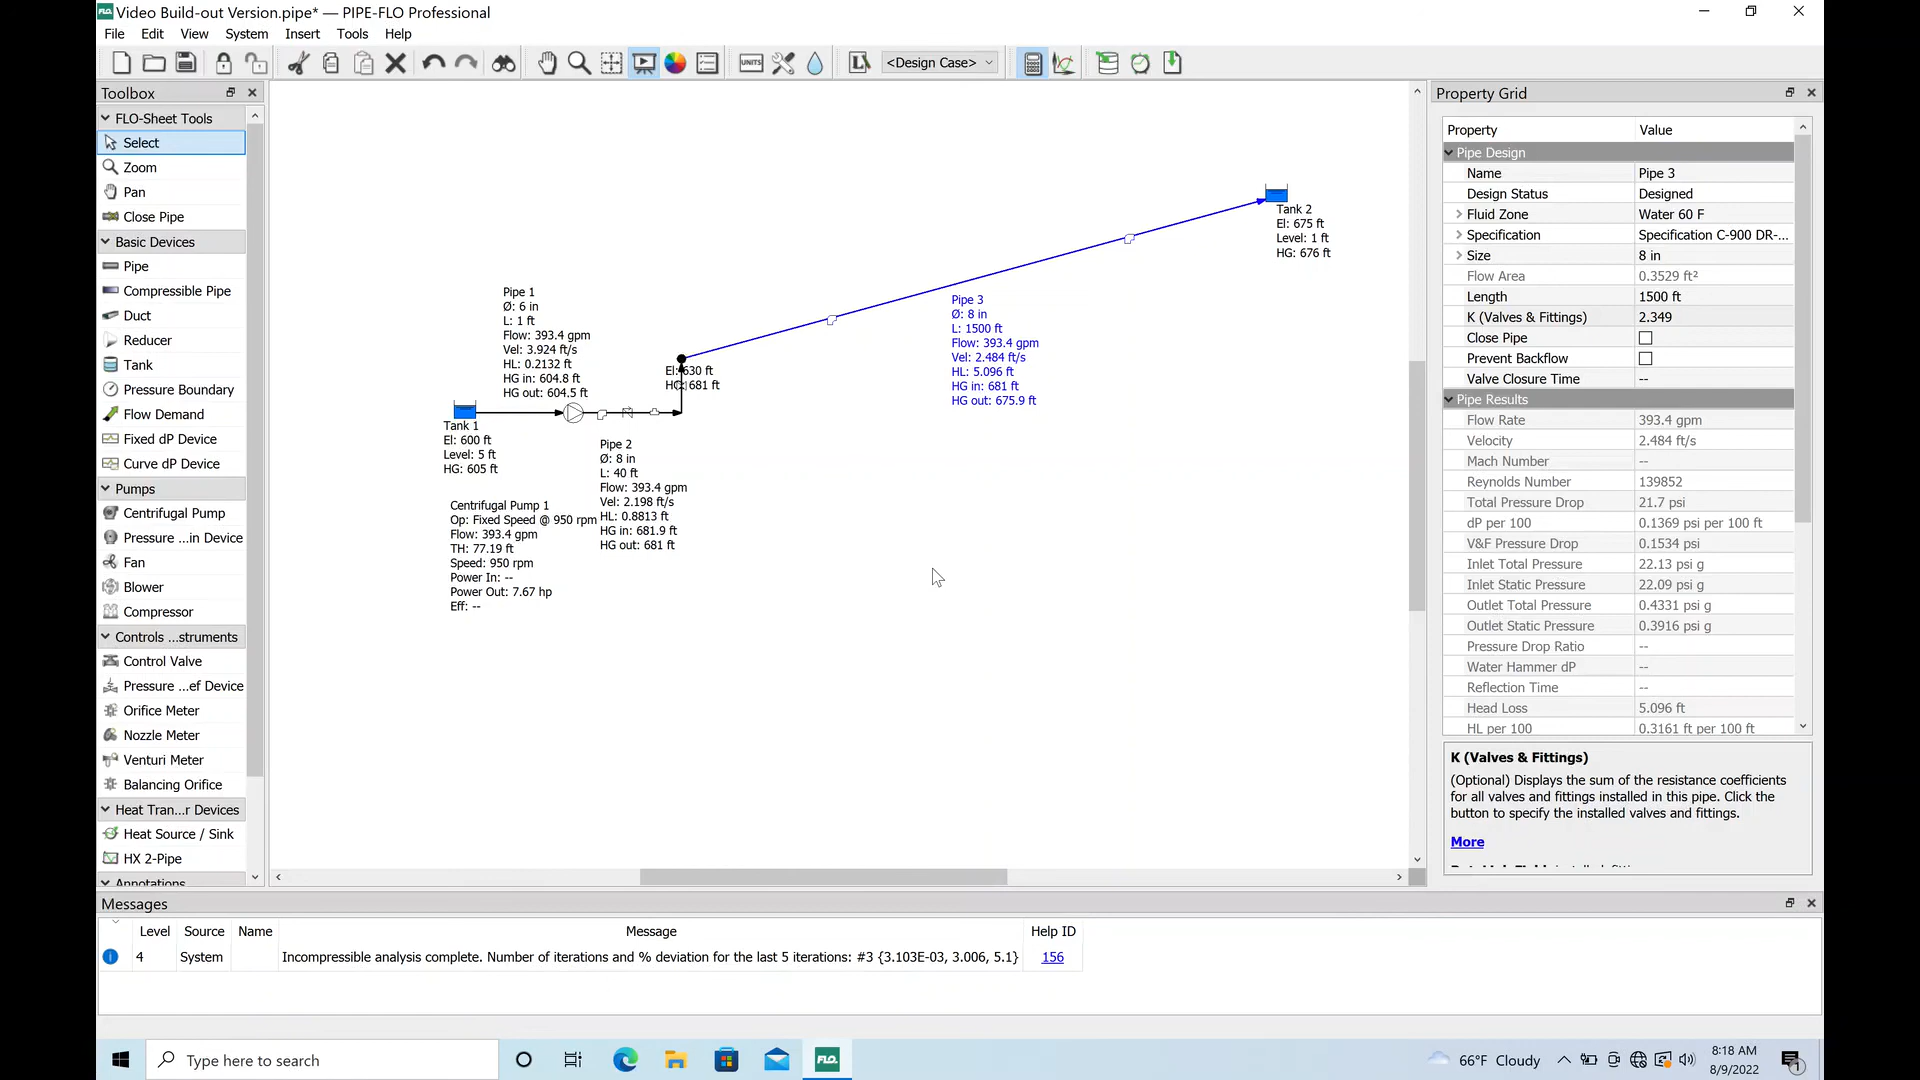 Video Build-out Version.pipe* — PIPE-FLO Professional
File Edit View System Insert Tools Help
<Design Case>
Toolbox
FLO-Sheet Tools
Select
Zoom
Pan
Close Pipe
Basic Devices
Pipe
Compressible Pipe
Duct
Reducer
Tank
Pressure Boundary
Flow Demand
Fixed dP Device
Curve dP Device
Pumps
Centrifugal Pump
Pressure ...in Device
Fan
Blower
Compressor
Controls ...struments
Control Valve
Pressure ...ef Device
Orifice Meter
Nozzle Meter
Venturi Meter
Balancing Orifice
Heat Tran...r Devices
Heat Source / Sink
HX 2-Pipe
Annotations
Tank 2
El: 675 ft
Level: 1 ft
HG: 676 ft
Pipe 1
Ø: 6 in
L: 1 ft
Flow: 393.4 gpm
Vel: 3.924 ft/s
HL: 0.2132 ft
HG in: 604.8 ft
HG out: 604.5 ft
Pipe 3
Ø: 8 in
L: 1500 ft
Flow: 393.4 gpm
Vel: 2.484 ft/s
HL: 5.096 ft
HG in: 681 ft
HG out: 675.9 ft
El: 630 ft
HG: 681 ft
Tank 1
El: 600 ft
Level: 5 ft
HG: 605 ft
Pipe 2
Ø: 8 in
L: 40 ft
Flow: 393.4 gpm
Vel: 2.198 ft/s
HL: 0.8813 ft
HG in: 681.9 ft
HG out: 681 ft
Centrifugal Pump 1
Op: Fixed Speed @ 950 rpm
Flow: 393.4 gpm
TH: 77.19 ft
Speed: 950 rpm
Power In: --
Power Out: 7.67 hp
Eff: --
Property Grid
Property Value
Pipe Design
Name Pipe 3
Design Status Designed
Fluid Zone Water 60 F
Specification Specification C-900 DR-...
Size 8 in
Flow Area 0.3529 ft²
Length 1500 ft
K (Valves & Fittings) 2.349
Close Pipe
Prevent Backflow
Valve Closure Time --
Pipe Results
Flow Rate 393.4 gpm
Velocity 2.484 ft/s
Mach Number --
Reynolds Number 139852
Total Pressure Drop 21.7 psi
dP per 100 0.1369 psi per 100 ft
V&F Pressure Drop 0.1534 psi
Inlet Total Pressure 22.13 psi g
Inlet Static Pressure 22.09 psi g
Outlet Total Pressure 0.4331 psi g
Outlet Static Pressure 0.3916 psi g
Pressure Drop Ratio --
Water Hammer dP --
Reflection Time --
Head Loss 5.096 ft
HL per 100 0.3161 ft per 100 ft
K (Valves & Fittings)
(Optional) Displays the sum of the resistance coefficients
for all valves and fittings installed in this pipe. Click the
button to specify the installed valves and fittings.
More
Messages
Level Source Name Message Help ID
4 System Incompressible analysis complete. Number of iterations and % deviation for the last 5 iterations: #3 {3.103E-03, 3.006, 5.1} 156
Type here to search
FLO.
66°F Cloudy
8:18 AM
8/9/2022
1